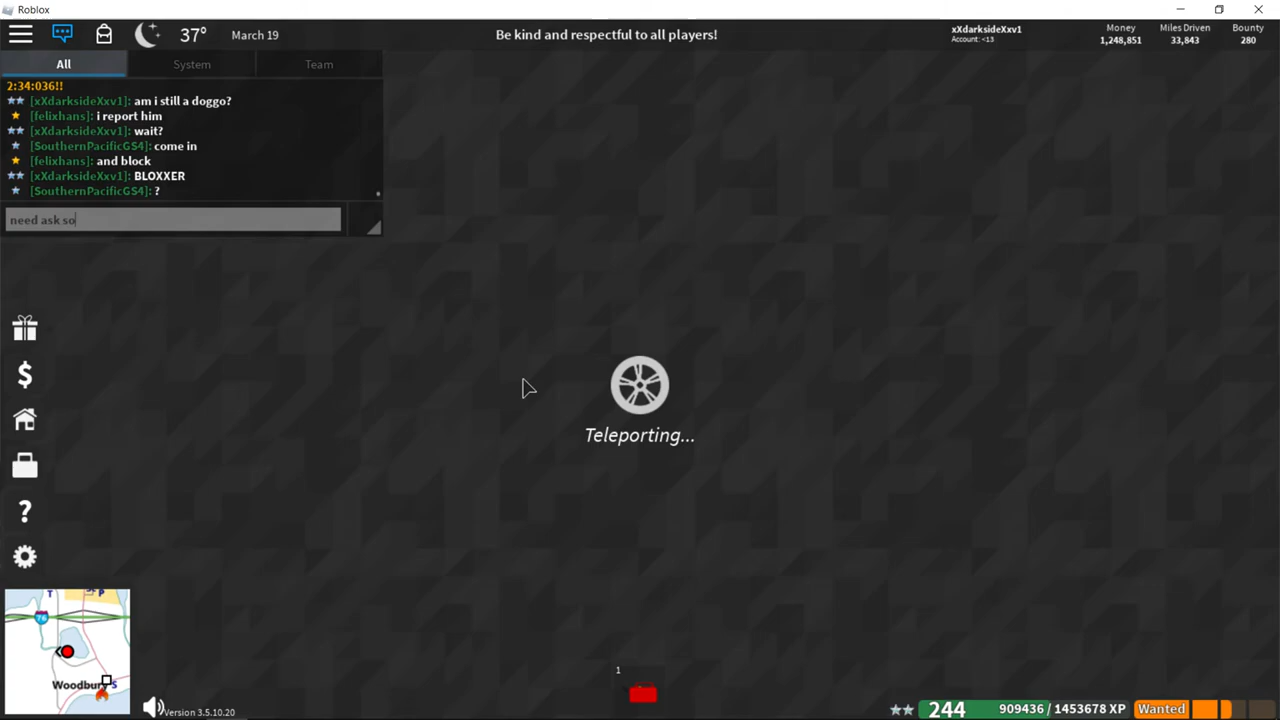 Roblox
37°
March 19
Be kind and respectful to all players!
xXdarksideXxv1
Account: <13
Money
1,248,851
Miles Driven
33,843
Bounty
280
All
System
Team
2:34:036!!
[xXdarksideXxv1]: am i still a doggo?
[felixhans]: i report him
[xXdarksideXxv1]: wait?
[SouthernPacificGS4]: come in
[felixhans]: and block
[xXdarksideXxv1]: BLOXXER
[SouthernPacificGS4]: ?
need ask so
$
Teleporting...
?
T
P
76
Woodbury S
1
Version 3.5.10.20
244
909436 / 1453678 XP
Wanted